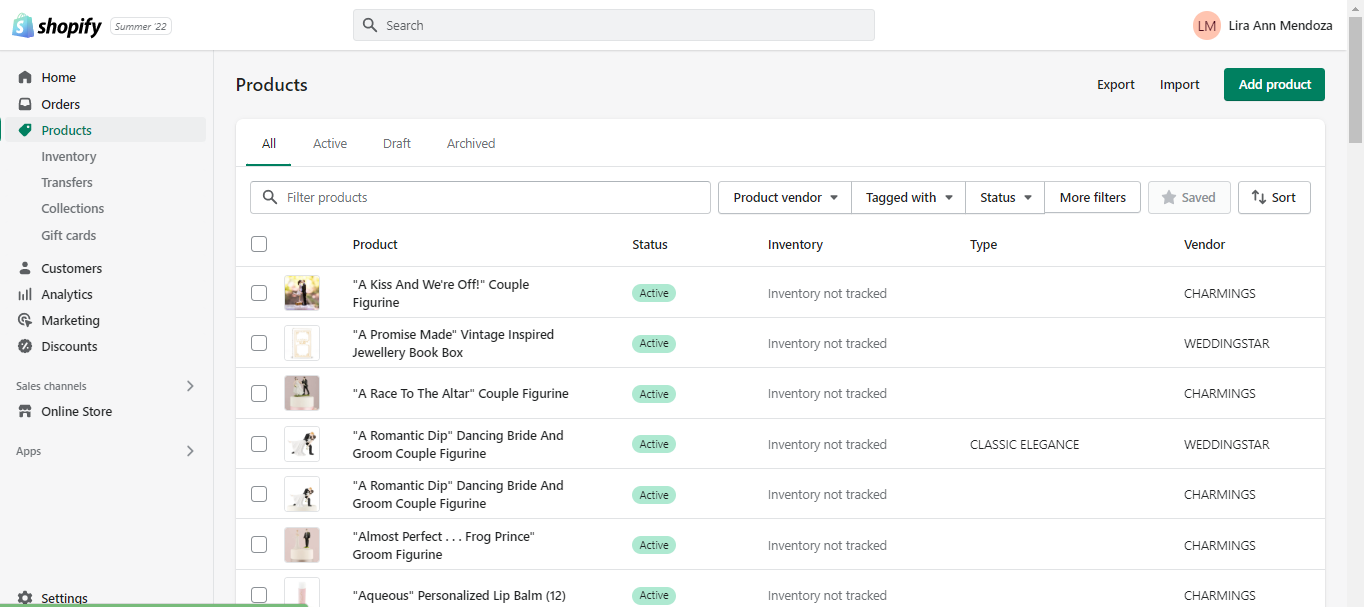 shopify
Summer '22
Search
LM
Lira Ann Mendoza
Home
Orders
Products
Inventory
Transfers
Collections
Gift cards
Customers
Analytics
Marketing
Discounts
Sales channels
Online Store
Apps
Settings
Products
Export
Import
Add product
All
Active
Draft
Archived
Filter products
Product vendor
Tagged with
Status
More filters
Saved
Sort
Product Status Inventory Type Vendor
"A Kiss And We're Off!" Couple
Figurine
Active
Inventory not tracked
CHARMINGS
"A Promise Made" Vintage Inspired
Jewellery Book Box
Active
Inventory not tracked
WEDDINGSTAR
"A Race To The Altar" Couple Figurine
Active
Inventory not tracked
CHARMINGS
"A Romantic Dip" Dancing Bride And
Groom Couple Figurine
Active
Inventory not tracked
CLASSIC ELEGANCE
WEDDINGSTAR
"A Romantic Dip" Dancing Bride And
Groom Couple Figurine
Active
Inventory not tracked
CHARMINGS
"Almost Perfect . . . Frog Prince"
Groom Figurine
Active
Inventory not tracked
CHARMINGS
"Aqueous" Personalized Lip Balm (12)
Active
Inventory not tracked
CHARMINGS